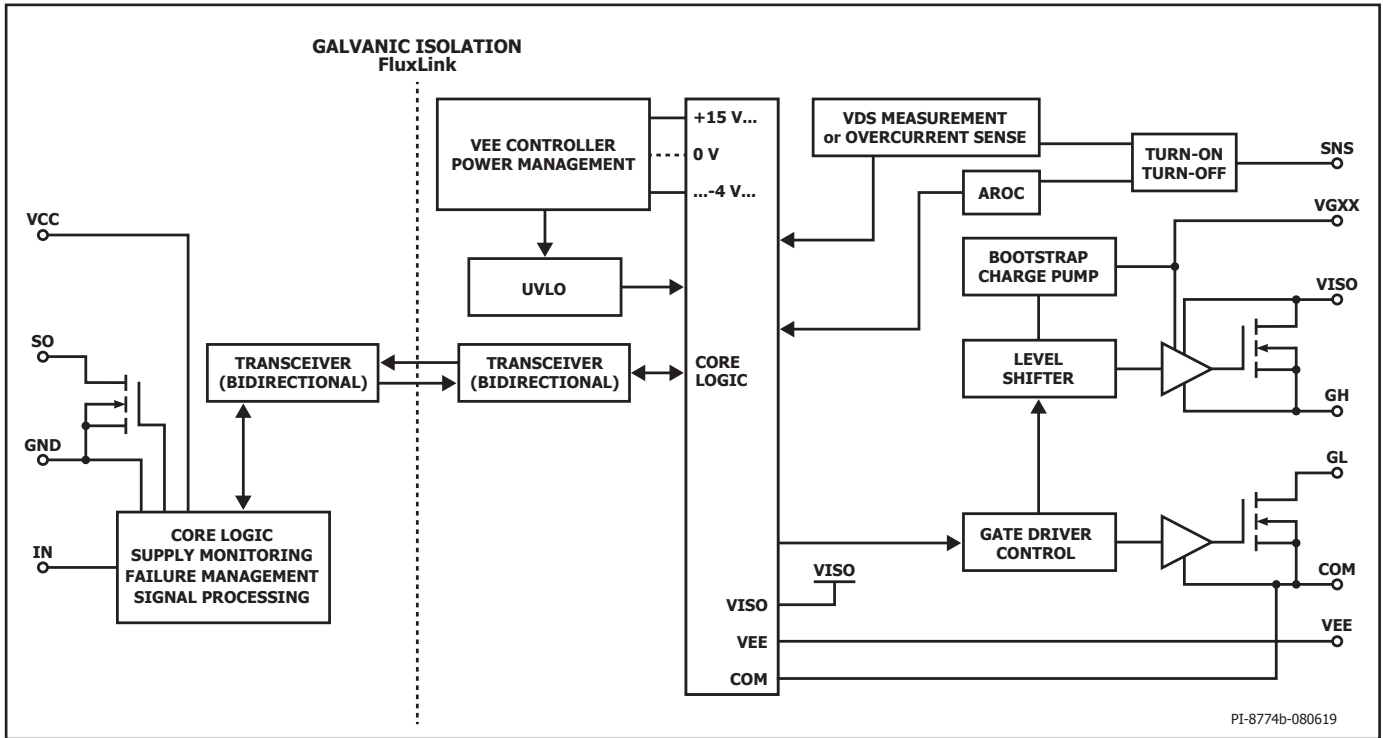 GALVANIC ISOLATION
FluxLink
VCC
SO
GND
IN
CORE LOGIC
SUPPLY MONITORING
FAILURE MANAGEMENT
SIGNAL PROCESSING
TRANSCEIVER
(BIDIRECTIONAL)
TRANSCEIVER
(BIDIRECTIONAL)
VEE CONTROLLER
POWER MANAGEMENT
UVLO
+15 V...
0 V
...-4 V...
CORE
LOGIC
VISO
VEE
COM
VISO
VDS MEASUREMENT
or OVERCURRENT SENSE
AROC
TURN-ON
TURN-OFF
BOOTSTRAP
CHARGE PUMP
LEVEL
SHIFTER
GATE DRIVER
CONTROL
SNS
VGXX
VISO
GH
GL
COM
VEE
PI-8774b-080619